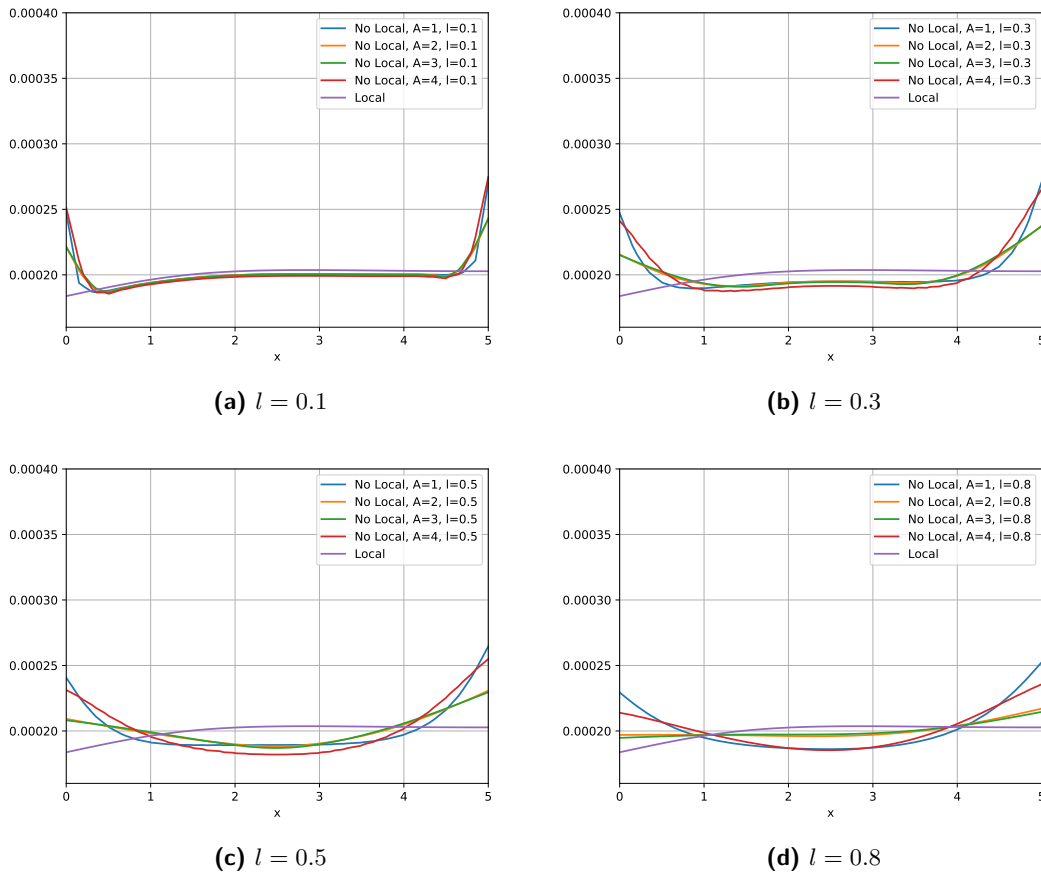 0.00040
0.00035
0.00030
0.00025
0.00020
0 1 2 3 4 5
x
No Local, A=1, l=0.1
No Local, A=2, l=0.1
No Local, A=3, l=0.1
No Local, A=4, l=0.1
Local
(a) l = 0.1
0.00040
0.00035
0.00030
0.00025
0.00020
0 1 2 3 4 5
x
No Local, A=1, l=0.3
No Local, A=2, l=0.3
No Local, A=3, l=0.3
No Local, A=4, l=0.3
Local
(b) l = 0.3
0.00040
0.00035
0.00030
0.00025
0.00020
0 1 2 3 4 5
x
No Local, A=1, l=0.5
No Local, A=2, l=0.5
No Local, A=3, l=0.5
No Local, A=4, l=0.5
Local
(c) l = 0.5
0.00040
0.00035
0.00030
0.00025
0.00020
0 1 2 3 4 5
x
No Local, A=1, l=0.8
No Local, A=2, l=0.8
No Local, A=3, l=0.8
No Local, A=4, l=0.8
Local
(d) l = 0.8